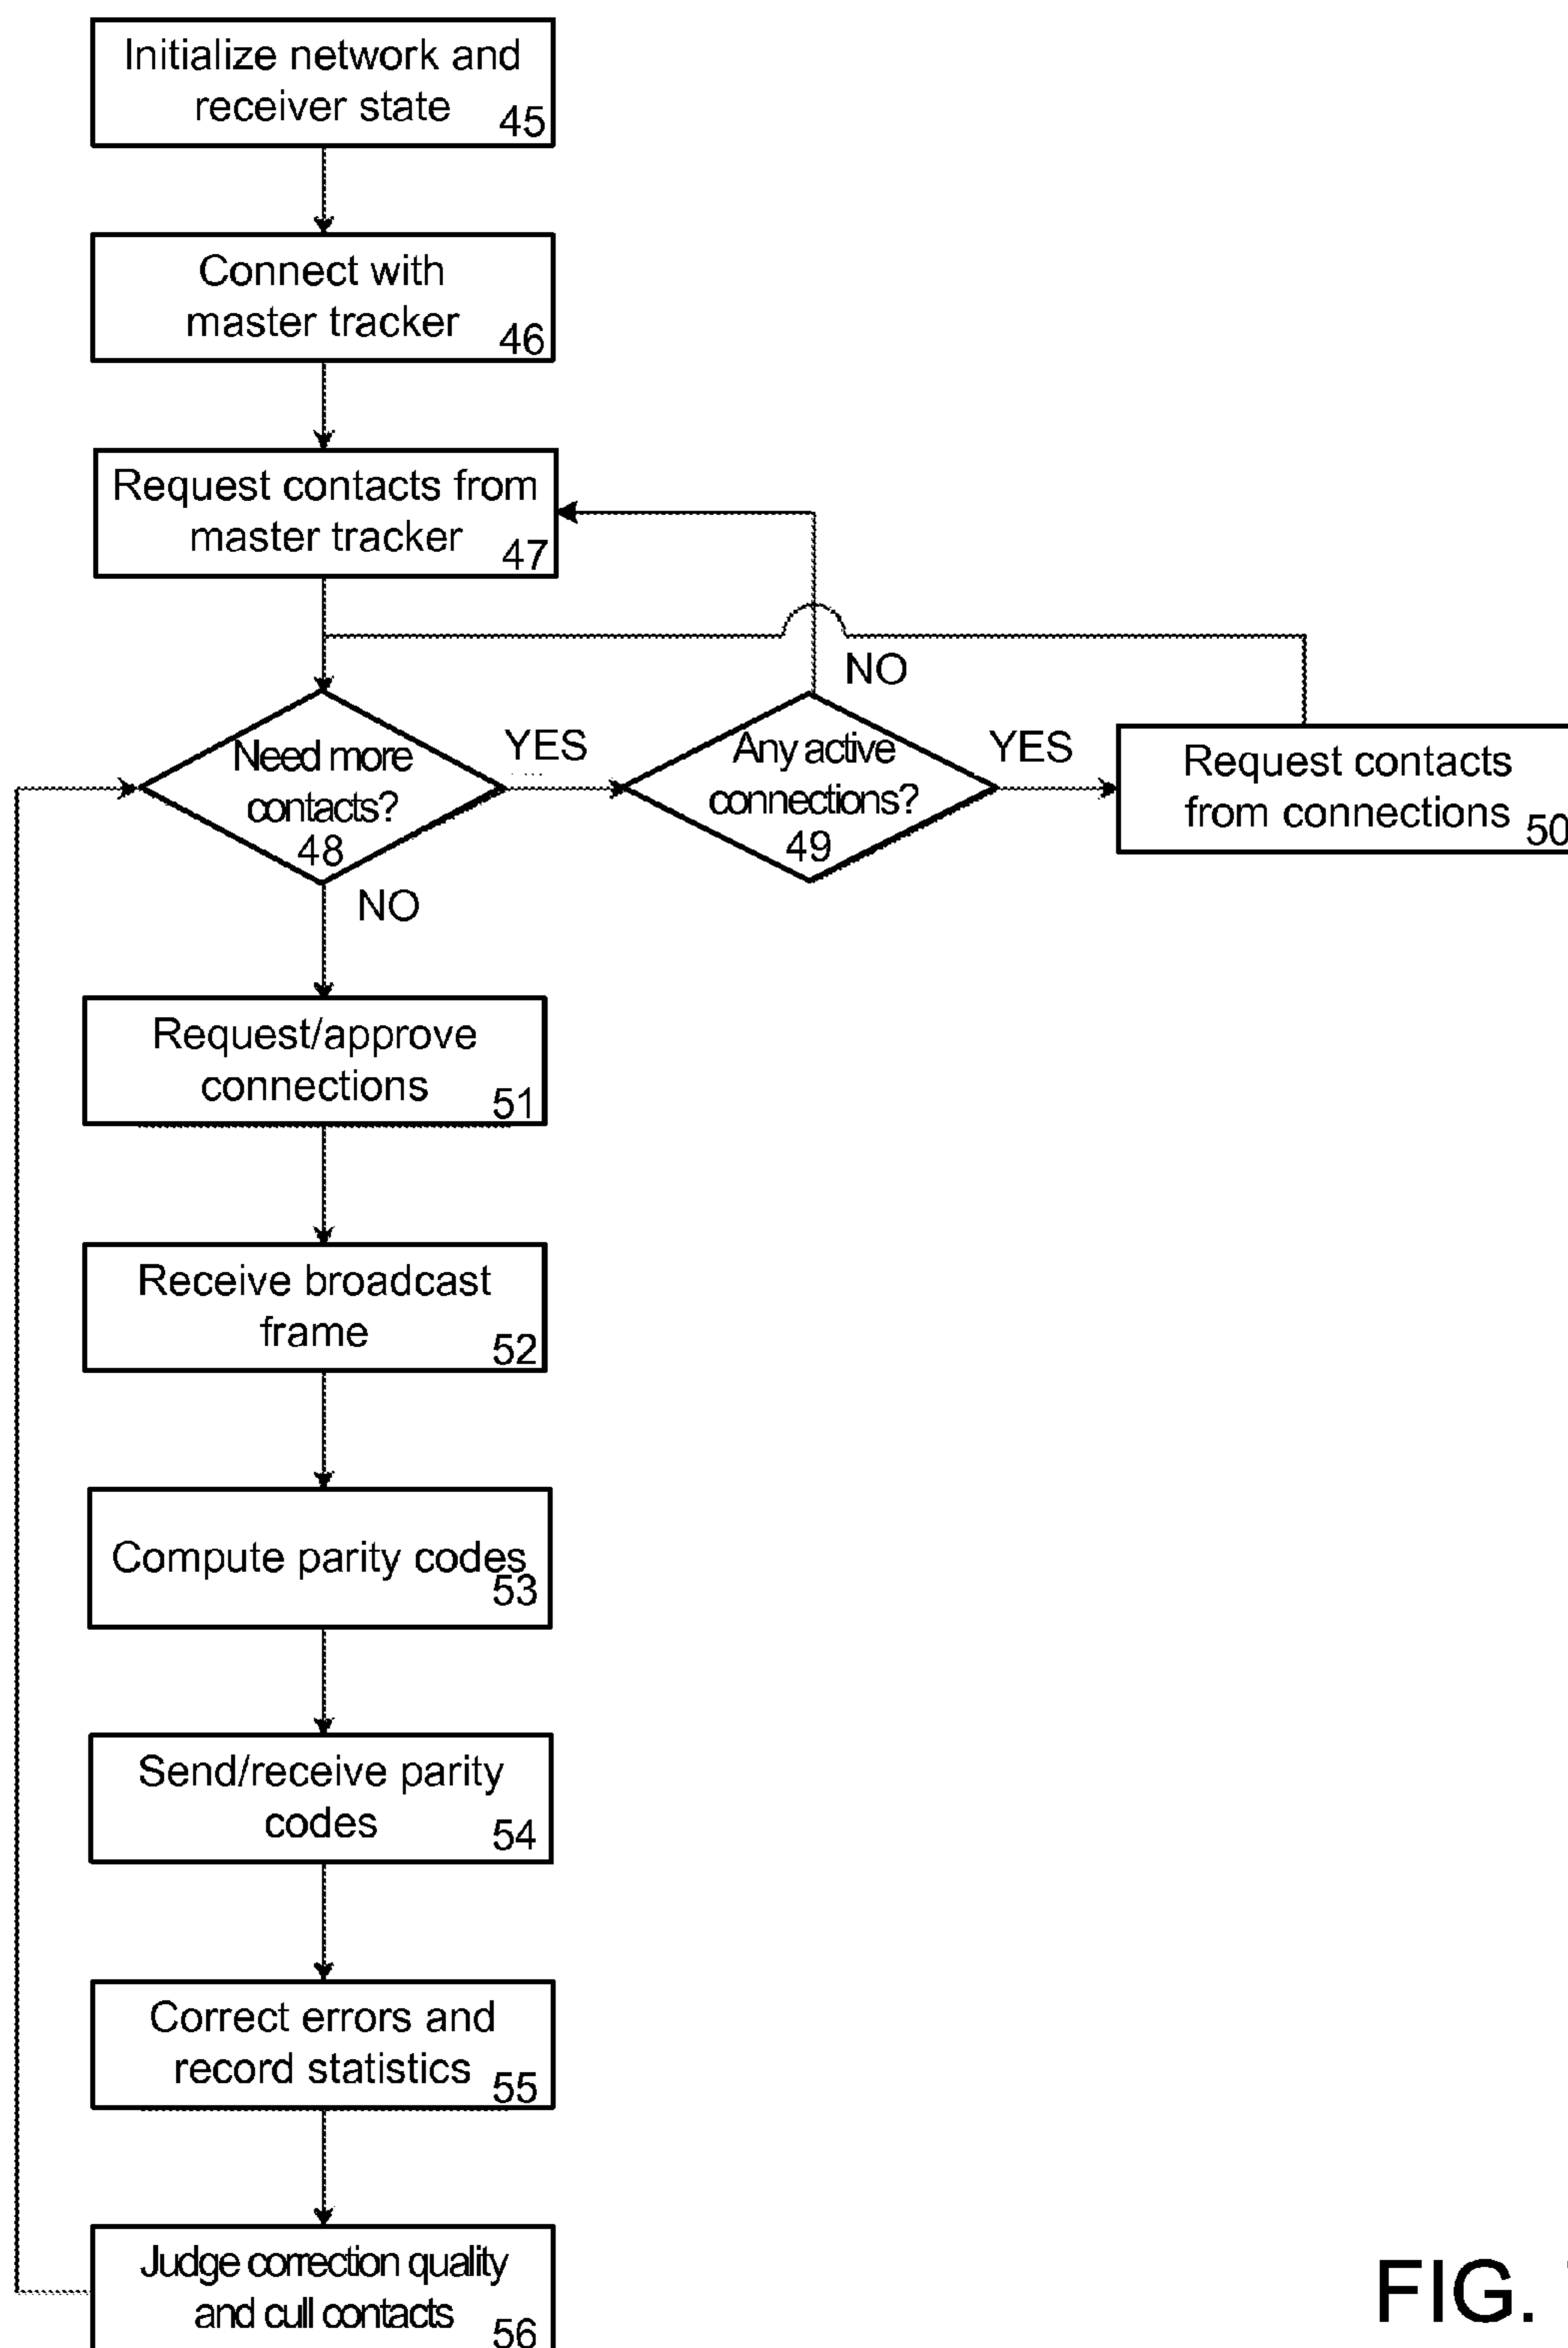 Initialize network and
receiver state
45
Connect with
master tracker
46
Request contacts from
master tracker
47
NO
Need more
contacts?
48
YES
Any active
connections?
49
YES
Request contacts
from connections
50
NO
Request/approve
connections
51
Receive broadcast
frame
52
Compute parity codes
53
Send/receive parity
codes
54
Correct errors and
record statistics
55
Judge correction quality
and cull contacts
56
FIG.